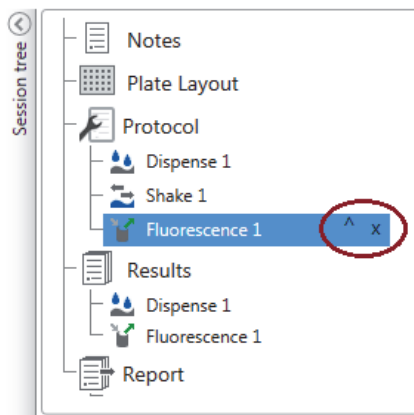 Session tree
Notes
Plate Layout
Protocol
Dispense 1
Shake 1
Fluorescence 1 ^ x
Results
Dispense 1
Fluorescence 1
Report